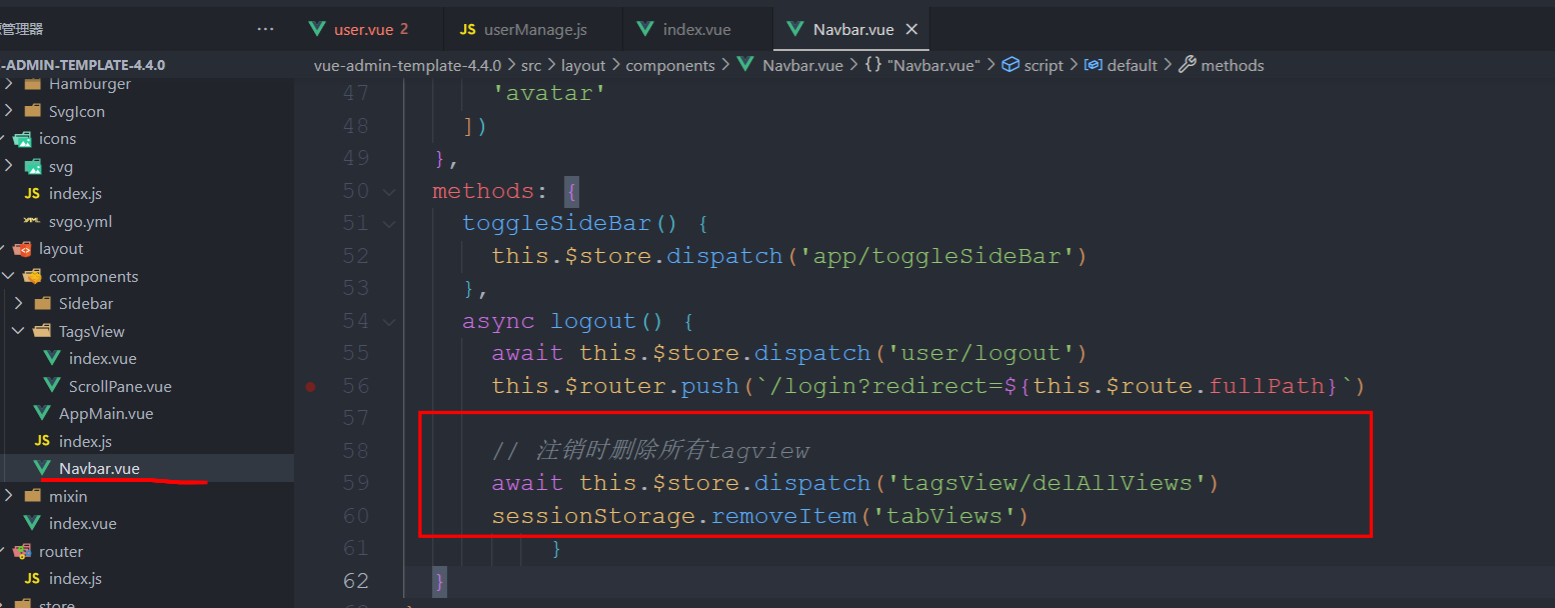 源管理器 ···
user.vue 2
JS userManage.js
index.vue
Navbar.vue ×
-ADMIN-TEMPLATE-4.4.0
vue-admin-template-4.4.0 > src > layout > components > Navbar.vue > {} "Navbar.vue" > script > default > methods
Hamburger
SvgIcon
icons
svg
JS index.js
svgo.yml
layout
components
Sidebar
TagsView
index.vue
ScrollPane.vue
AppMain.vue
JS index.js
Navbar.vue
mixin
index.vue
router
JS index.js
store
47 'avatar'
48 ])
49 },
50 methods: {
51 toggleSideBar() {
52 this.$store.dispatch('app/toggleSideBar')
53 },
54 async logout() {
55 await this.$store.dispatch('user/logout')
56 this.$router.push(`/login?redirect=${this.$route.fullPath}`)
57
58 // 注销时删除所有tagview
59 await this.$store.dispatch('tagsView/delAllViews')
60 sessionStorage.removeItem('tabViews')
61 }
62 }